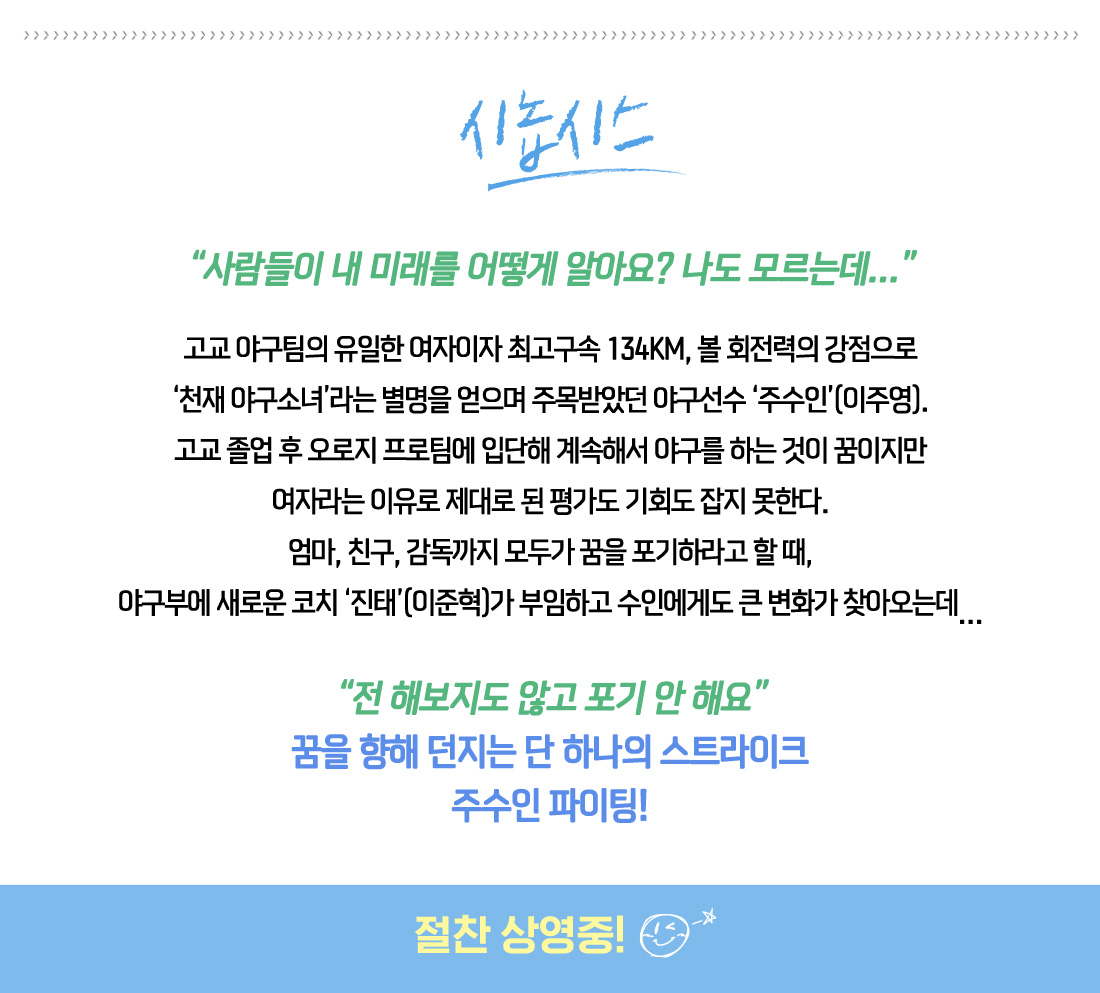 시놉시스
“사람들이 내 미래를 어떻게 알아요? 나도 모르는데...”
고교 야구팀의 유일한 여자이자 최고구속 134KM, 볼 회전력의 강점으로
‘천재 야구소녀’라는 별명을 얻으며 주목받았던 야구선수 ‘주수인’(이주영).
고교 졸업 후 오로지 프로팀에 입단해 계속해서 야구를 하는 것이 꿈이지만
여자라는 이유로 제대로 된 평가도 기회도 잡지 못한다.
엄마, 친구, 감독까지 모두가 꿈을 포기하라고 할 때,
야구부에 새로운 코치 ‘진태’(이준혁)가 부임하고 수인에게도 큰 변화가 찾아오는데...
“전 해보지도 않고 포기 안 해요”
꿈을 향해 던지는 단 하나의 스트라이크
주수인 파이팅!
절찬 상영중!